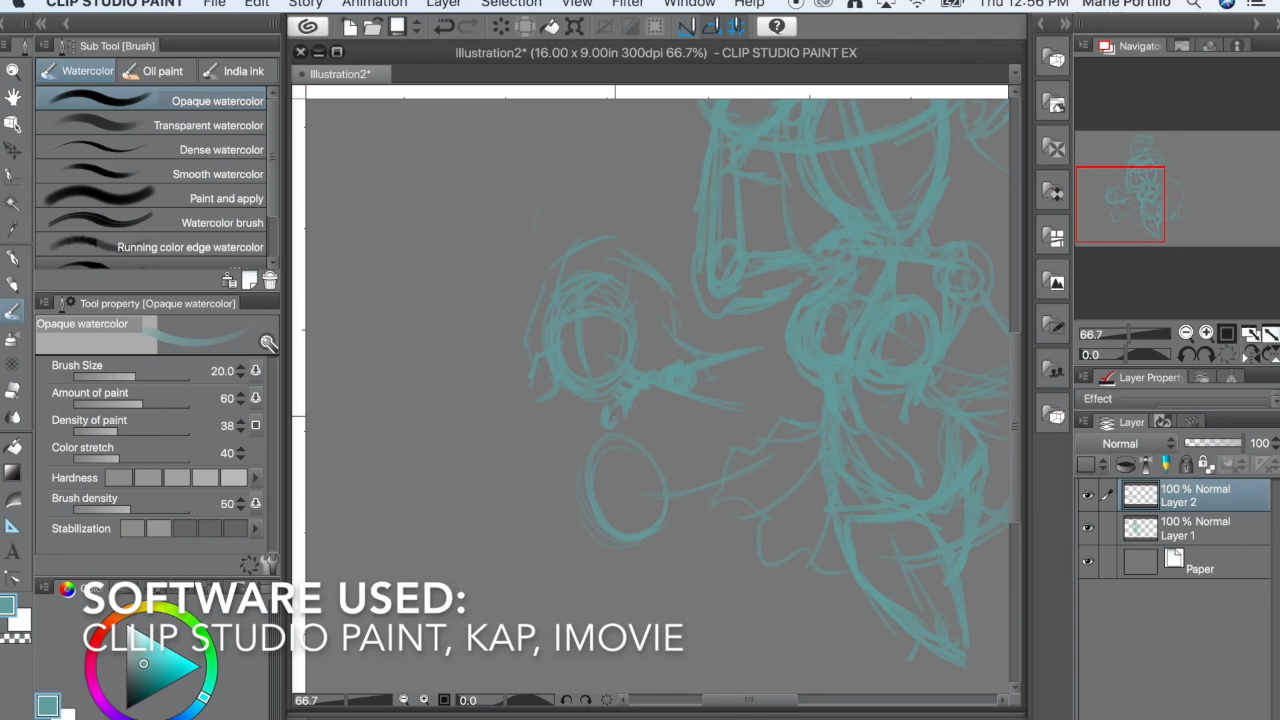 CLIP STUDIO PAINT File Edit Story Animation Layer Selection View Filter Window Help Thu 12:56 PM Marie Portillo
Sub Tool [Brush]
Watercolor Oil paint India ink
Opaque watercolor
Transparent watercolor
Dense watercolor
Smooth watercolor
Paint and apply
Watercolor brush
Running color edge watercolor
Tool property [Opaque watercolor]
Opaque watercolor
Brush Size 20.0
Amount of paint 60
Density of paint 38
Color stretch 40
Hardness
Brush density 50
Stabilization
Illustration2* (16.00 x 9.00in 300dpi 66.7%) - CLIP STUDIO PAINT EX
Illustration2*
66.7 0.0
Navigato
66.7
0.0
Layer Property
Effect
Layer
Normal 100
100 % Normal
Layer 2
100 % Normal
Layer 1
Paper
SOFTWARE USED:
CLLIP STUDIO PAINT, KAP, IMOVIE